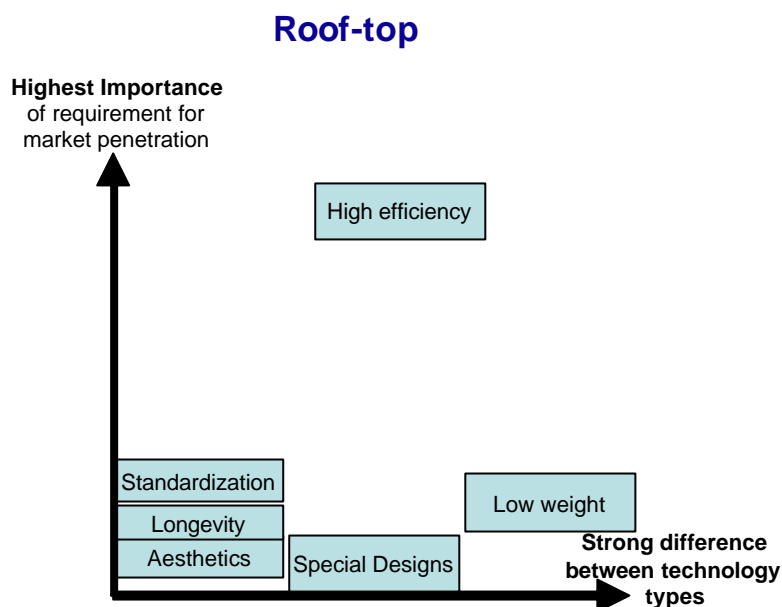 Roof-top
Highest Importance
of requirement for
market penetration
High efficiency
Standardization
Low weight
Longevity
Aesthetics
Special Designs
Strong difference
between technology
types